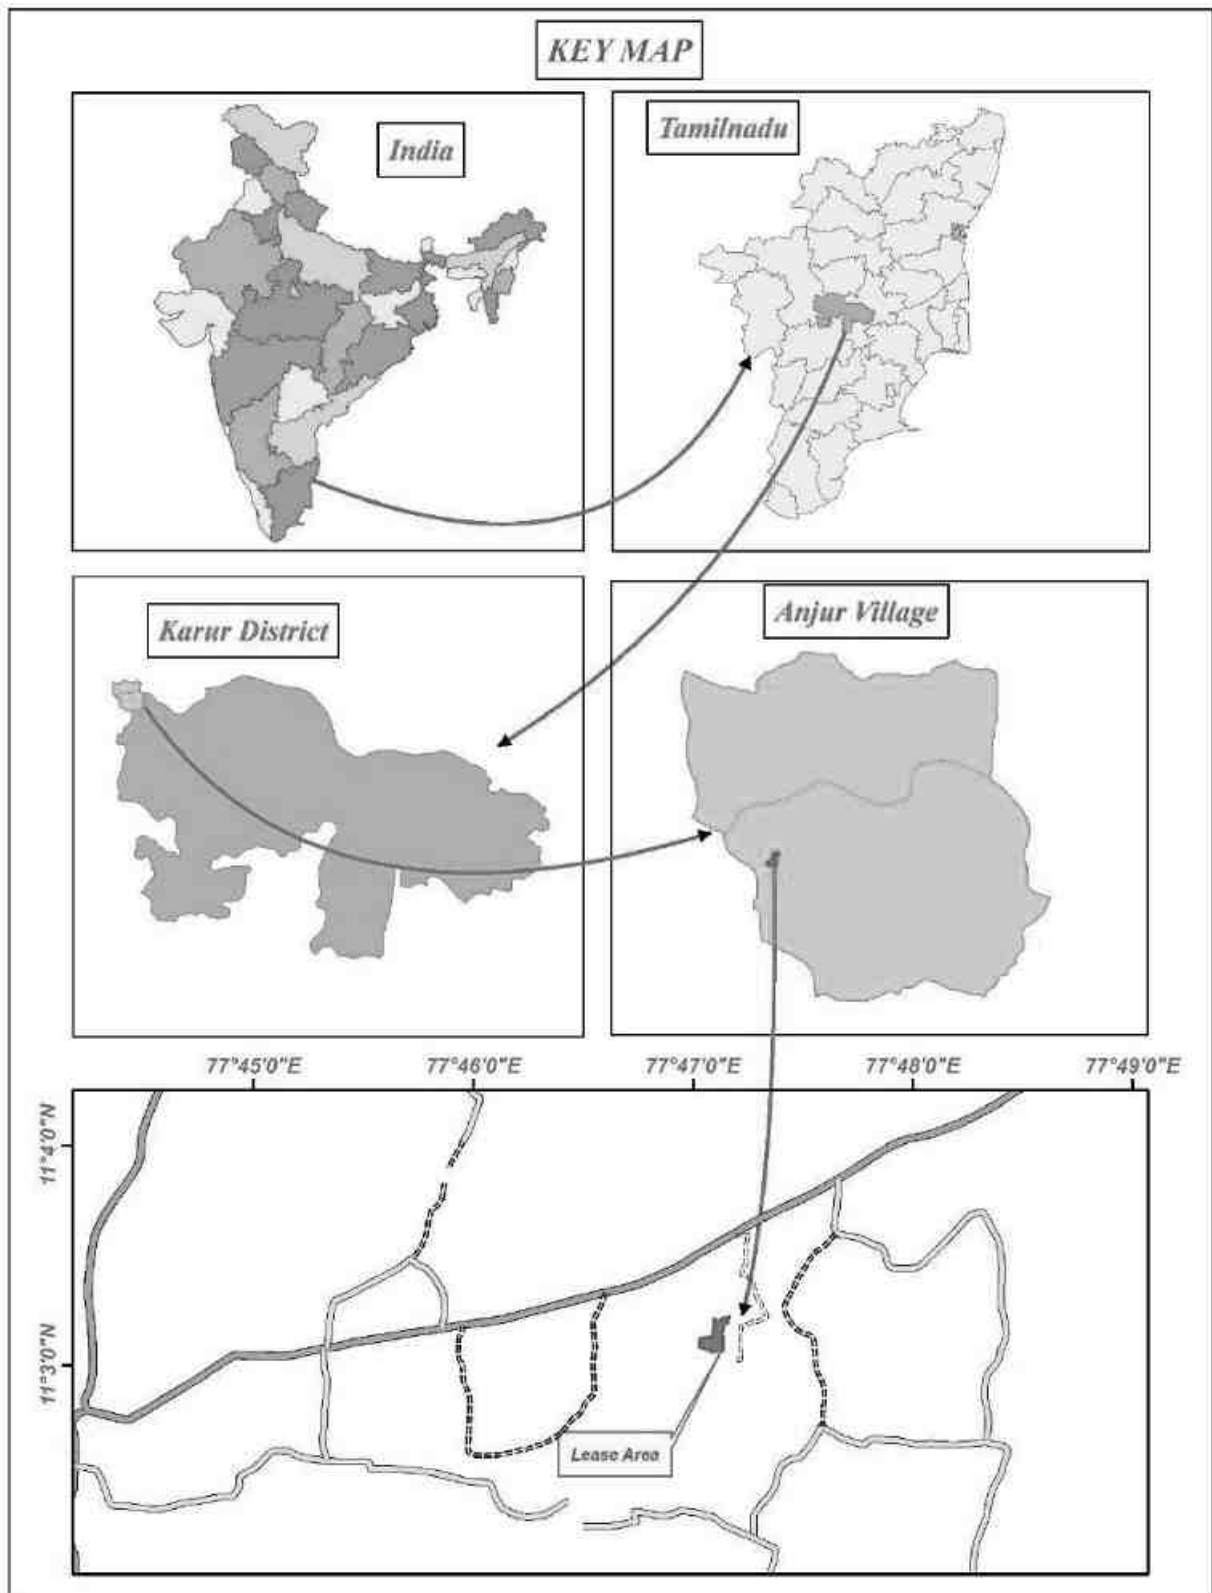 KEY MAP
India
Tamilnadu
Karur District
Anjur Village
77°45'0"E 77°46'0"E 77°47'0"E 77°48'0"E 77°49'0"E
11°4'0"N
11°3'0"N
Lease Area